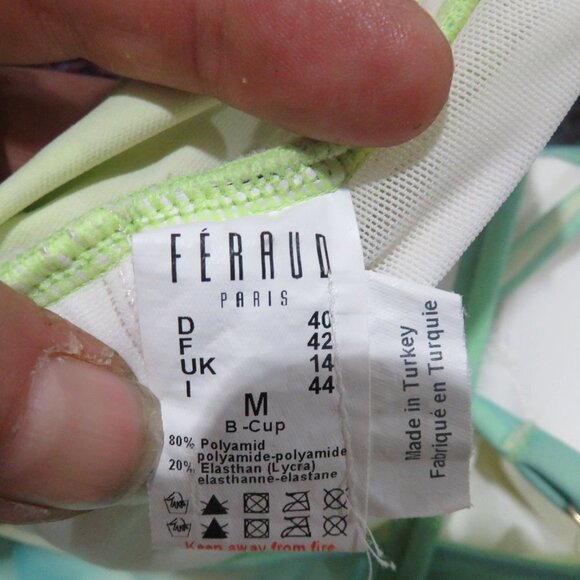 FÉRAUD
PARIS
D 40
F 42
UK 14
I 44
M
B-Cup
80% Polyamid
polyamide-polyamide
20% Elasthan (Lycra)
elasthanne-élastane
Keep away from fire
Made in Turkey
Fabriqué en Turquie